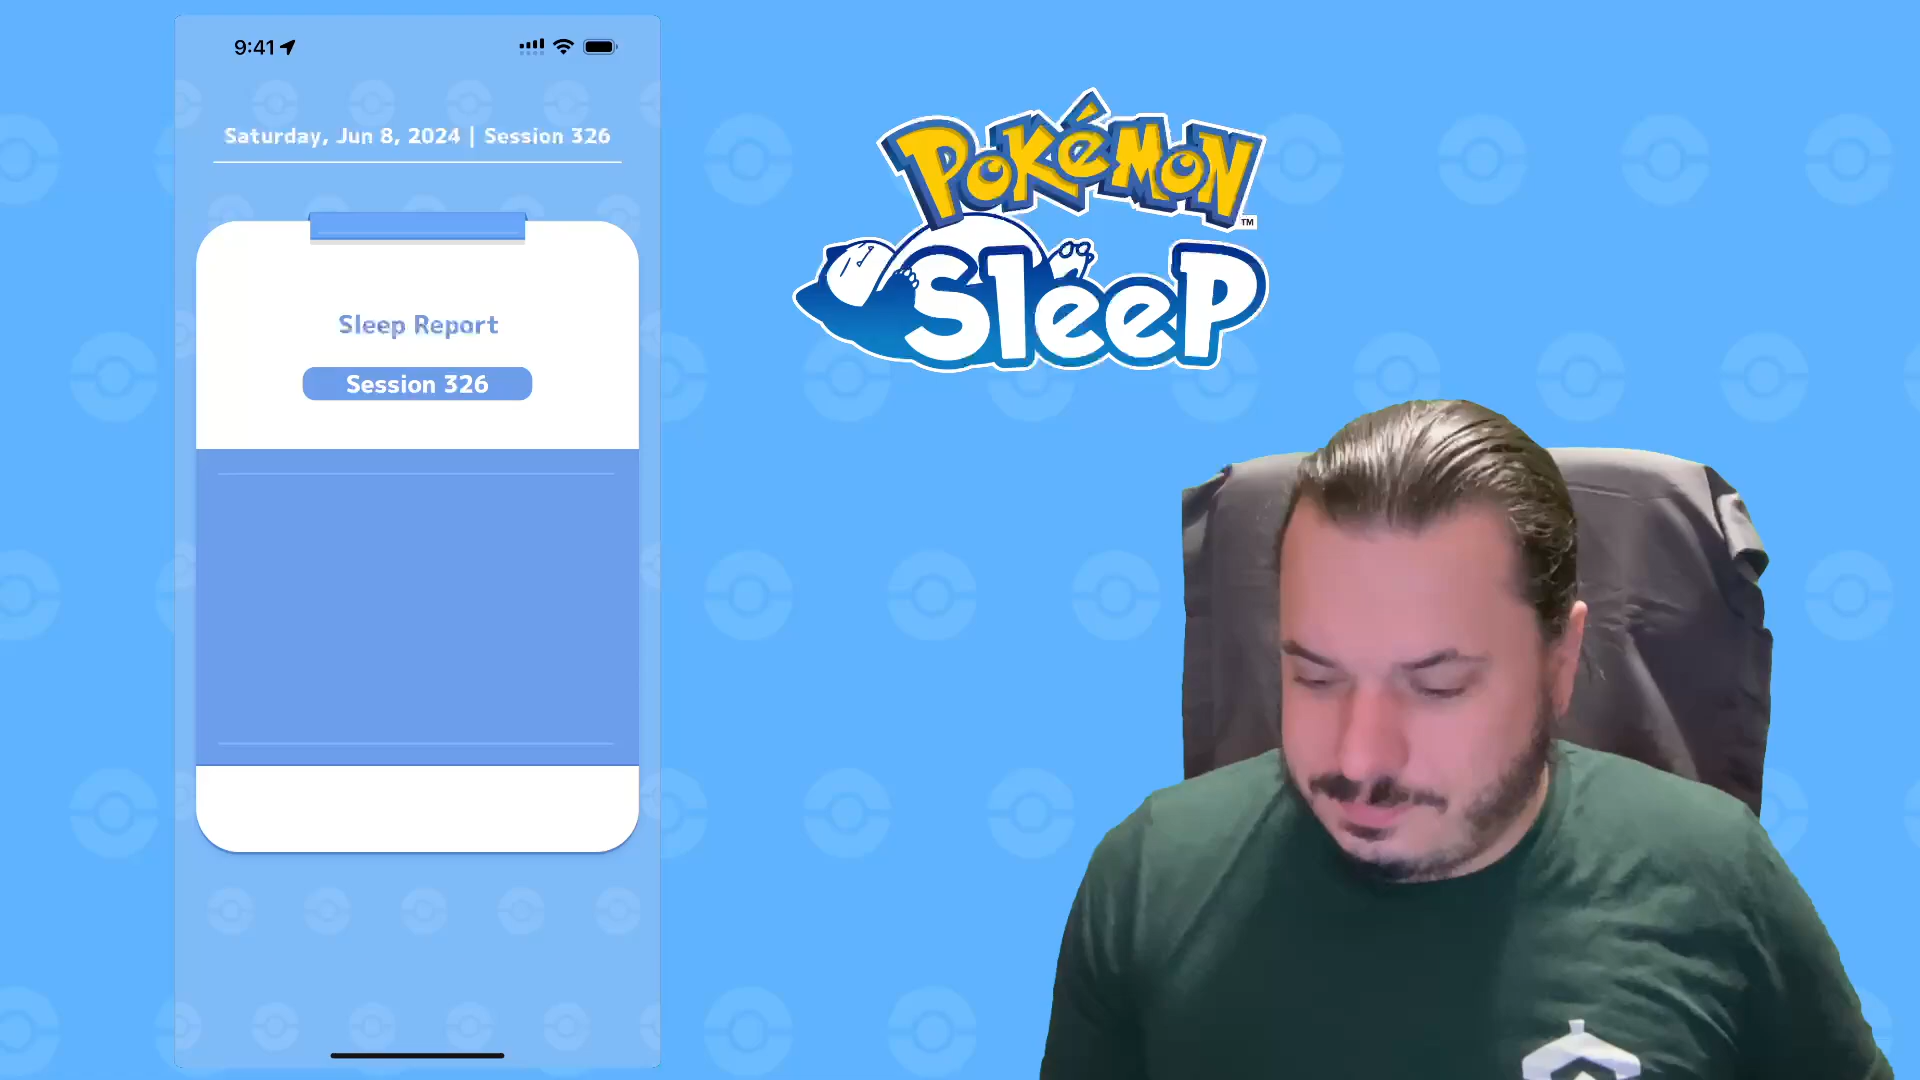 9:41
Saturday, Jun 8, 2024 | Session 326
Sleep Report
Session 326
POKéMON
TM
Sleep